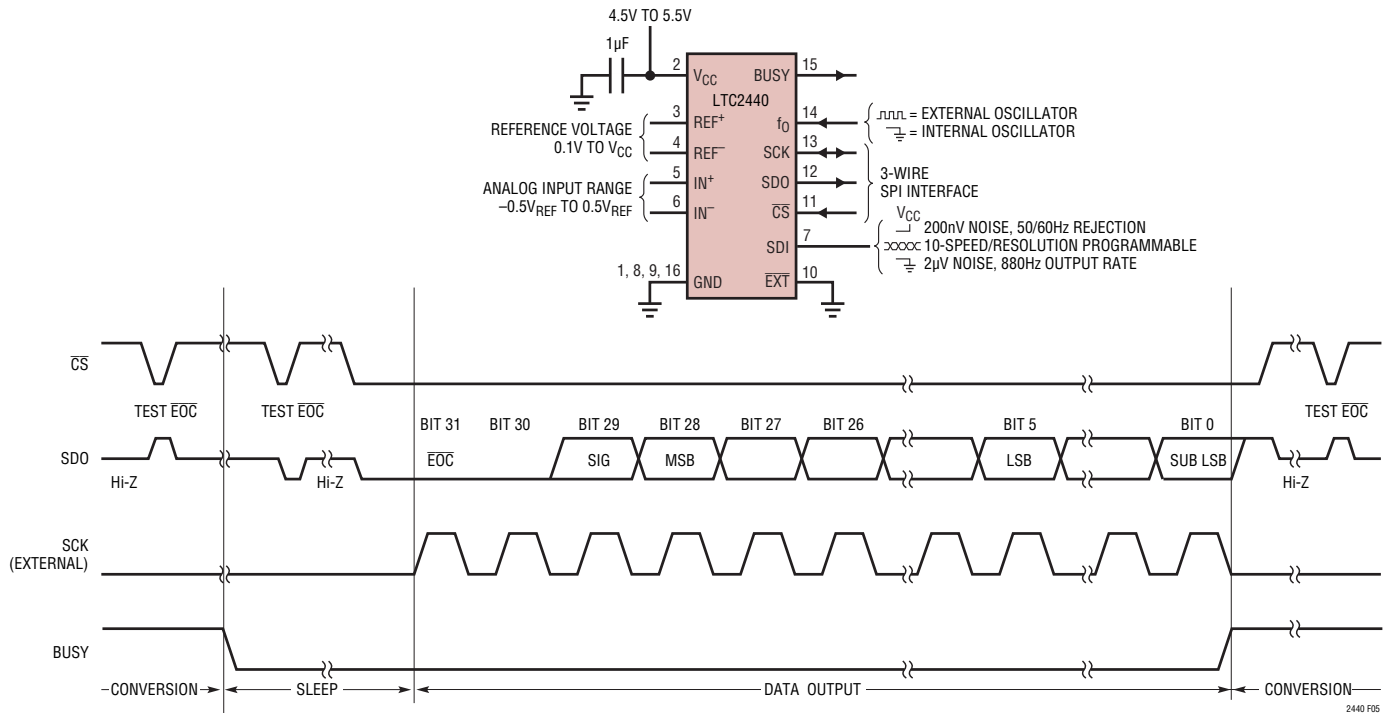 4.5V TO 5.5V
1µF
2
VCC
BUSY
15
LTC2440
3
REF+
fO
14
= EXTERNAL OSCILLATOR
= INTERNAL OSCILLATOR
REFERENCE VOLTAGE
0.1V TO VCC
4
REF–
SCK
13
3-WIRE
SPI INTERFACE
5
IN+
SDO
12
ANALOG INPUT RANGE
–0.5VREF TO 0.5VREF
6
IN–
CS
11
VCC
200nV NOISE, 50/60Hz REJECTION
SDI
7
10-SPEED/RESOLUTION PROGRAMMABLE
2µV NOISE, 880Hz OUTPUT RATE
1, 8, 9, 16
GND
EXT
10
CS
TEST EOC
TEST EOC
TEST EOC
BIT 31
BIT 30
BIT 29
BIT 28
BIT 27
BIT 26
BIT 5
BIT 0
SDO
EOC
SIG
MSB
LSB
SUB LSB
Hi-Z
Hi-Z
Hi-Z
SCK
(EXTERNAL)
BUSY
CONVERSION
SLEEP
DATA OUTPUT
CONVERSION
2440 F05